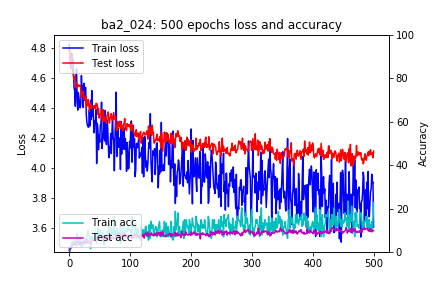 ba2_024: 500 epochs loss and accuracy
Train loss
Test loss
Train acc
Test acc
Loss
4.8
4.6
4.4
4.2
4.0
3.8
3.6
Accuracy
100
80
60
40
20
0
0
100
200
300
400
500